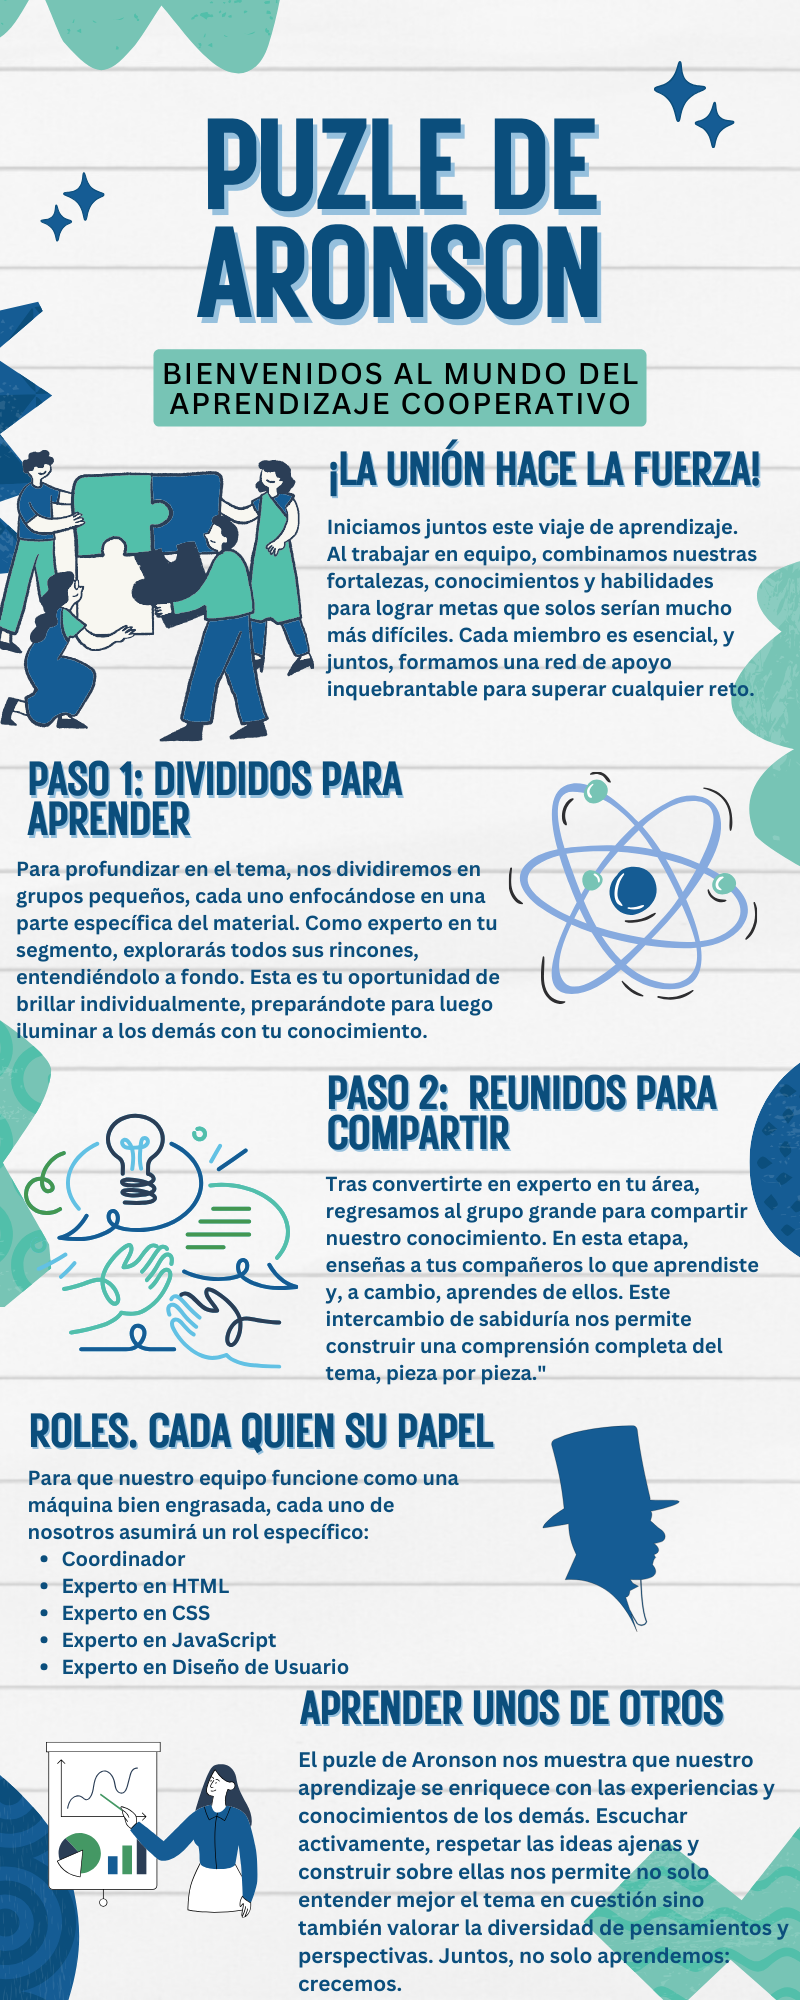 PUZLE DE
ARONSON
BIENVENIDOS AL MUNDO DEL
APRENDIZAJE COOPERATIVO
¡LA UNIÓN HACE LA FUERZA!
Iniciamos juntos este viaje de aprendizaje.
Al trabajar en equipo, combinamos nuestras
fortalezas, conocimientos y habilidades
para lograr metas que solos serían mucho
más difíciles. Cada miembro es esencial, y
juntos, formamos una red de apoyo
inquebrantable para superar cualquier reto.
PASO 1: DIVIDIDOS PARA
APRENDER
Para profundizar en el tema, nos dividiremos en
grupos pequeños, cada uno enfocándose en una
parte específica del material. Como experto en tu
segmento, explorarás todos sus rincones,
entendiéndolo a fondo. Esta es tu oportunidad de
brillar individualmente, preparándote para luego
iluminar a los demás con tu conocimiento.
PASO 2:  REUNIDOS PARA
COMPARTIR
Tras convertirte en experto en tu área,
regresamos al grupo grande para compartir
nuestro conocimiento. En esta etapa,
enseñas a tus compañeros lo que aprendiste
y, a cambio, aprendes de ellos. Este
intercambio de sabiduría nos permite
construir una comprensión completa del
tema, pieza por pieza."
ROLES. CADA QUIEN SU PAPEL
Para que nuestro equipo funcione como una
máquina bien engrasada, cada uno de
nosotros asumirá un rol específico:
• Coordinador
• Experto en HTML
• Experto en CSS
• Experto en JavaScript
• Experto en Diseño de Usuario
APRENDER UNOS DE OTROS
El puzle de Aronson nos muestra que nuestro
aprendizaje se enriquece con las experiencias y
conocimientos de los demás. Escuchar
activamente, respetar las ideas ajenas y
construir sobre ellas nos permite no solo
entender mejor el tema en cuestión sino
también valorar la diversidad de pensamientos y
perspectivas. Juntos, no solo aprendemos:
crecemos.